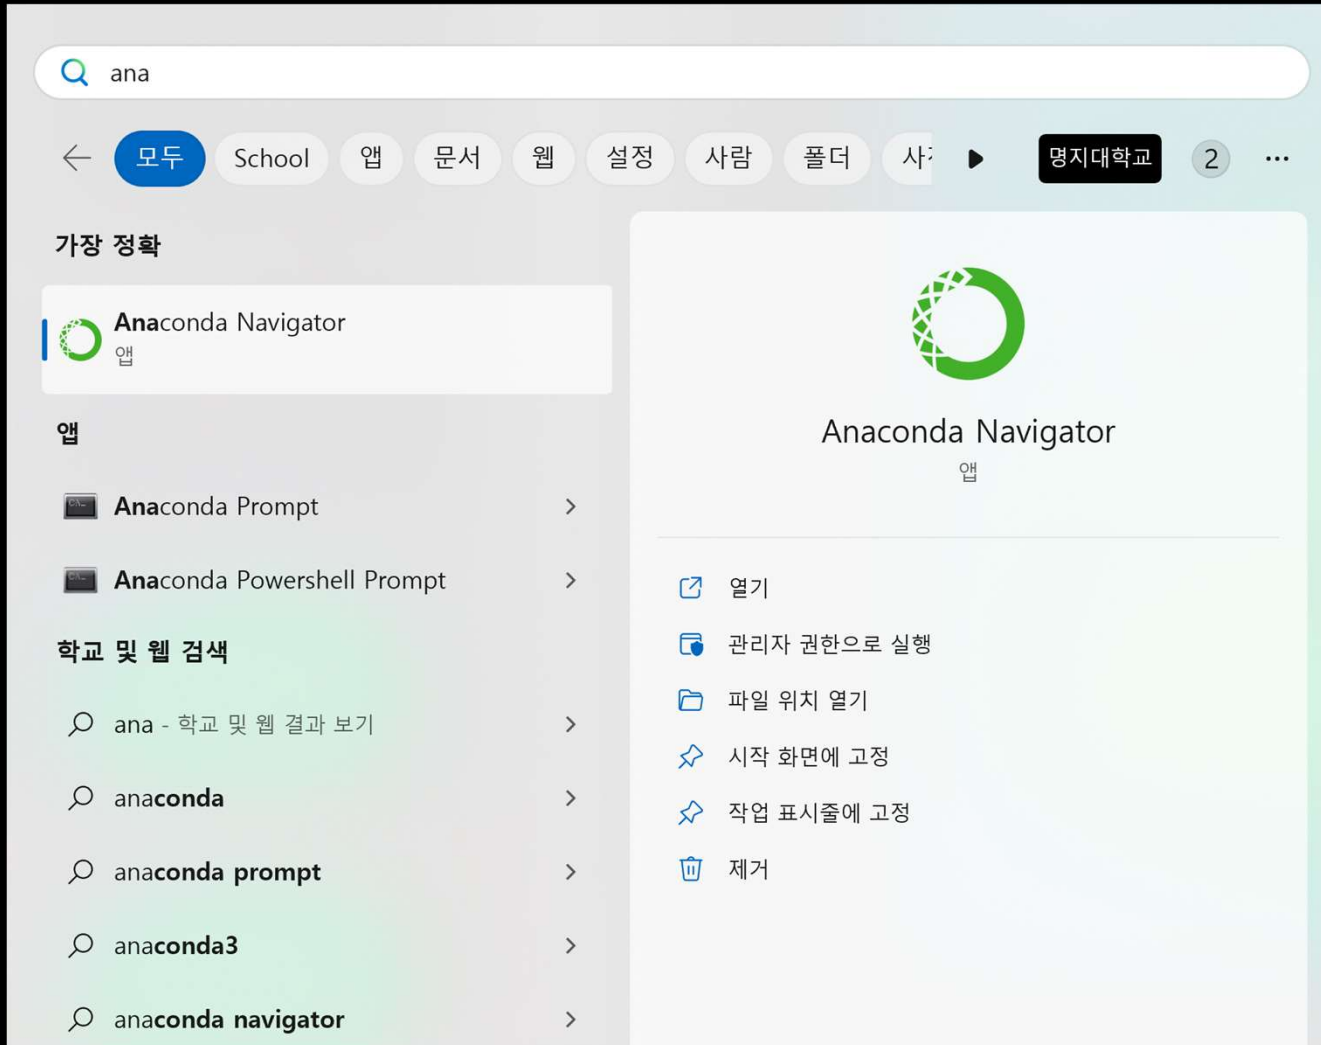 ana
모두 School 앱 문서 웹 설정 사람 폴더 명지대학교 2 ...
가장 정확
Anaconda Navigator
앱
앱
Anaconda Prompt
Anaconda Powershell Prompt
학교 및 웹 검색
ana - 학교 및 웹 결과 보기
anaconda
anaconda prompt
anaconda3
anaconda navigator
Anaconda Navigator
앱
열기
관리자 권한으로 실행
파일 위치 열기
시작 화면에 고정
작업 표시줄에 고정
제거